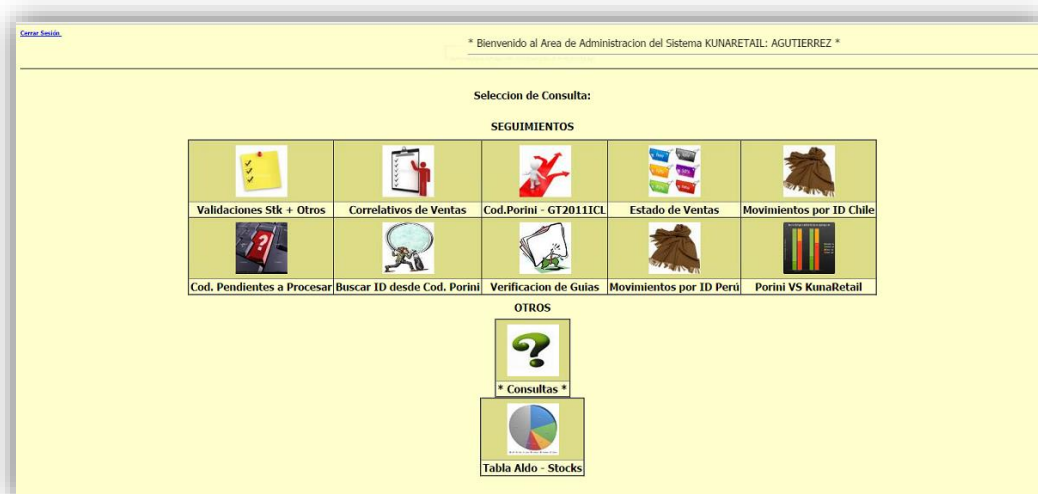 Cerrar Sesión
* Bienvenido al Area de Administracion del Sistema KUNARETAIL: AGUTIERREZ *
Seleccion de Consulta:
SEGUIMIENTOS
Validaciones Stk + Otros
Correlativos de Ventas
Cod.Porini - GT2011ICL
Estado de Ventas
Movimientos por ID Chile
Cod. Pendientes a Procesar
Buscar ID desde Cod. Porini
Verificacion de Guias
Movimientos por ID Perú
Porini VS KunaRetail
OTROS
* Consultas *
Tabla Aldo - Stocks